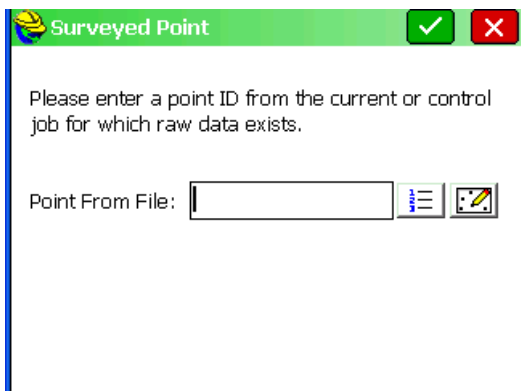 Surveyed Point
Please enter a point ID from the current or control
job for which raw data exists.
Point From File: